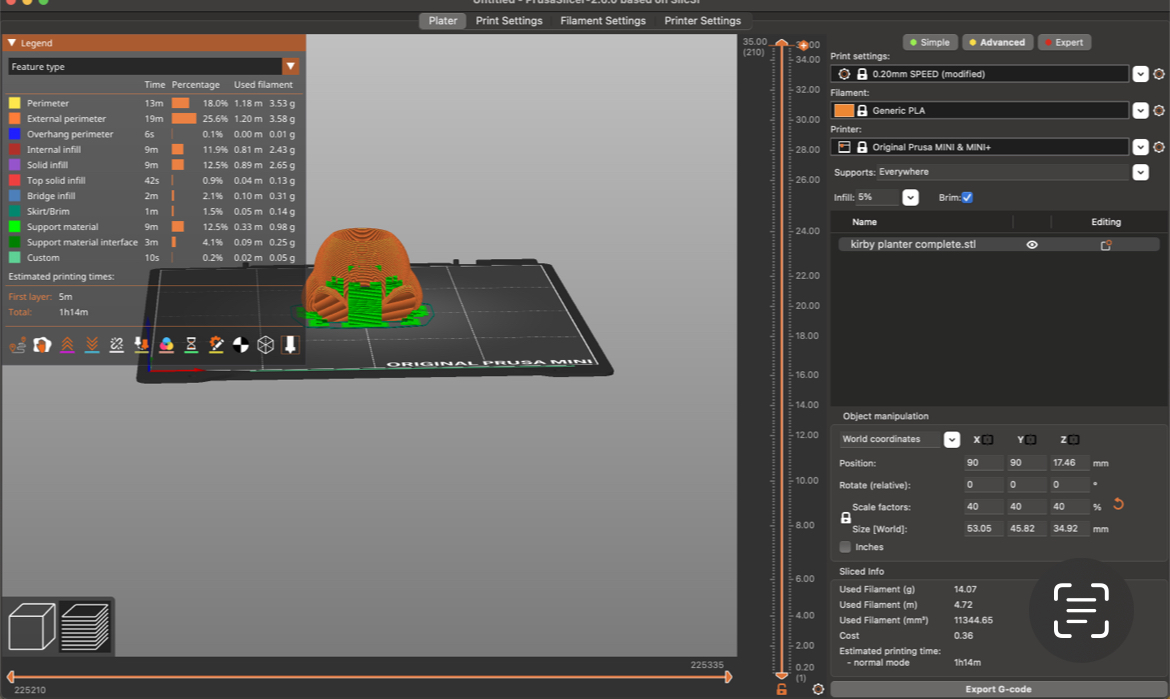 Untitled - PrusaSlicer-2.6.0 based on Slic3r
Plater Print Settings Filament Settings Printer Settings
Legend
Feature type
Time Percentage Used filament
Perimeter 13m 18.0% 1.18 m 3.53 g
External perimeter 19m 25.6% 1.20 m 3.58 g
Overhang perimeter 6s 0.1% 0.00 m 0.01 g
Internal infill 9m 11.9% 0.81 m 2.43 g
Solid infill 9m 12.5% 0.89 m 2.65 g
Top solid infill 42s 0.9% 0.04 m 0.13 g
Bridge infill 2m 2.1% 0.10 m 0.31 g
Skirt/Brim 1m 1.5% 0.05 m 0.14 g
Support material 9m 12.5% 0.33 m 0.98 g
Support material interface 3m 4.1% 0.09 m 0.25 g
Custom 10s 0.2% 0.02 m 0.05 g
Estimated printing times:
First layer: 5m
Total: 1h14m
ORIGINAL PRUSA MINI
225335
225210
35.00
(210)
34.00
32.00
30.00
28.00
26.00
24.00
22.00
20.00
18.00
16.00
14.00
12.00
10.00
8.00
6.00
4.00
2.00
0.20
(1)
Simple Advanced Expert
Print settings:
0.20mm SPEED (modified)
Filament:
Generic PLA
Printer:
Original Prusa MINI & MINI+
Supports: Everywhere
Infill: 5% Brim:
Name Editing
kirby planter complete.stl
Object manipulation
World coordinates X Y Z
Position: 90 90 17.46 mm
Rotate (relative): 0 0 0 °
Scale factors: 40 40 40 %
Size [World]: 53.05 45.82 34.92 mm
Inches
Sliced Info
Used Filament (g) 14.07
Used Filament (m) 4.72
Used Filament (mm³) 11344.65
Cost 0.36
Estimated printing time:
- normal mode 1h14m
Export G-code